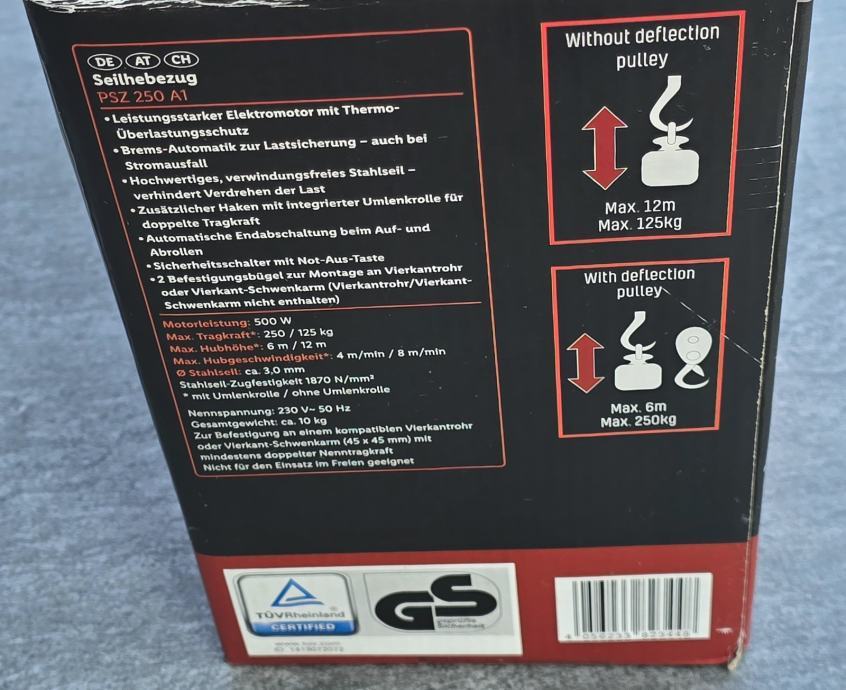 DE AT CH
Seilhebezug
PSZ 250 A1
• Leistungsstarker Elektromotor mit Thermo-
Überlastungsschutz
• Brems-Automatik zur Lastsicherung – auch bei
Stromausfall
• Hochwertiges, verwindungsfreies Stahlseil –
verhindert Verdrehen der Last
• Zusätzlicher Haken mit integrierter Umlenkrolle für
doppelte Tragkraft
• Automatische Endabschaltung beim Auf- und
Abrollen
• Sicherheitsschalter mit Not-Aus-Taste
• 2 Befestigungsbügel zur Montage an Vierkantrohr
oder Vierkant-Schwenkarm (Vierkantrohr/Vierkant-
Schwenkarm nicht enthalten)
Motorleistung: 500 W
Max. Tragkraft*: 250 / 125 kg
Max. Hubhöhe*: 6 m / 12 m
Max. Hubgeschwindigkeit*: 4 m/min / 8 m/min
Ø Stahlseil: ca. 3,0 mm
Stahlseil-Zugfestigkeit 1870 N/mm²
* mit Umlenkrolle / ohne Umlenkrolle
Nennspannung: 230 V~ 50 Hz
Gesamtgewicht: ca. 10 kg
Zur Befestigung an einem kompatiblen Vierkantrohr
oder Vierkant-Schwenkarm (45 x 45 mm) mit
mindestens doppelter Nenntragkraft
Nicht für den Einsatz im Freien geeignet
Without deflection
pulley
Max. 12m
Max. 125kg
With deflection
pulley
Max. 6m
Max. 250kg
TÜVRheinland
CERTIFIED
www.tuv.com
GS
geprüfte
Sicherheit